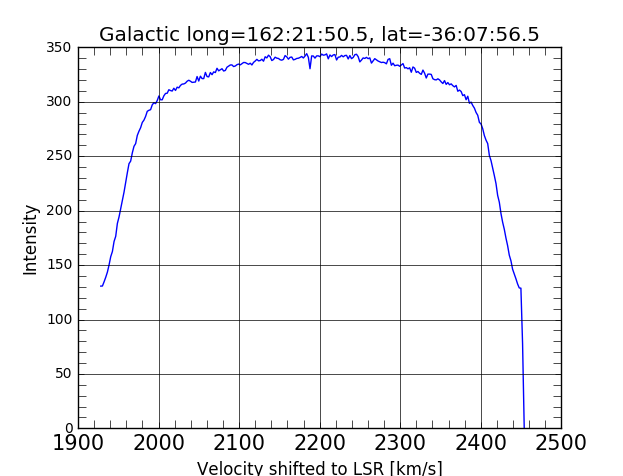 Galactic long=162:21:50.5, lat=-36:07:56.5
350
300
250
200
150
100
50
0
Intensity
1900 2000 2100 2200 2300 2400 2500
Velocity shifted to LSR [km/s]